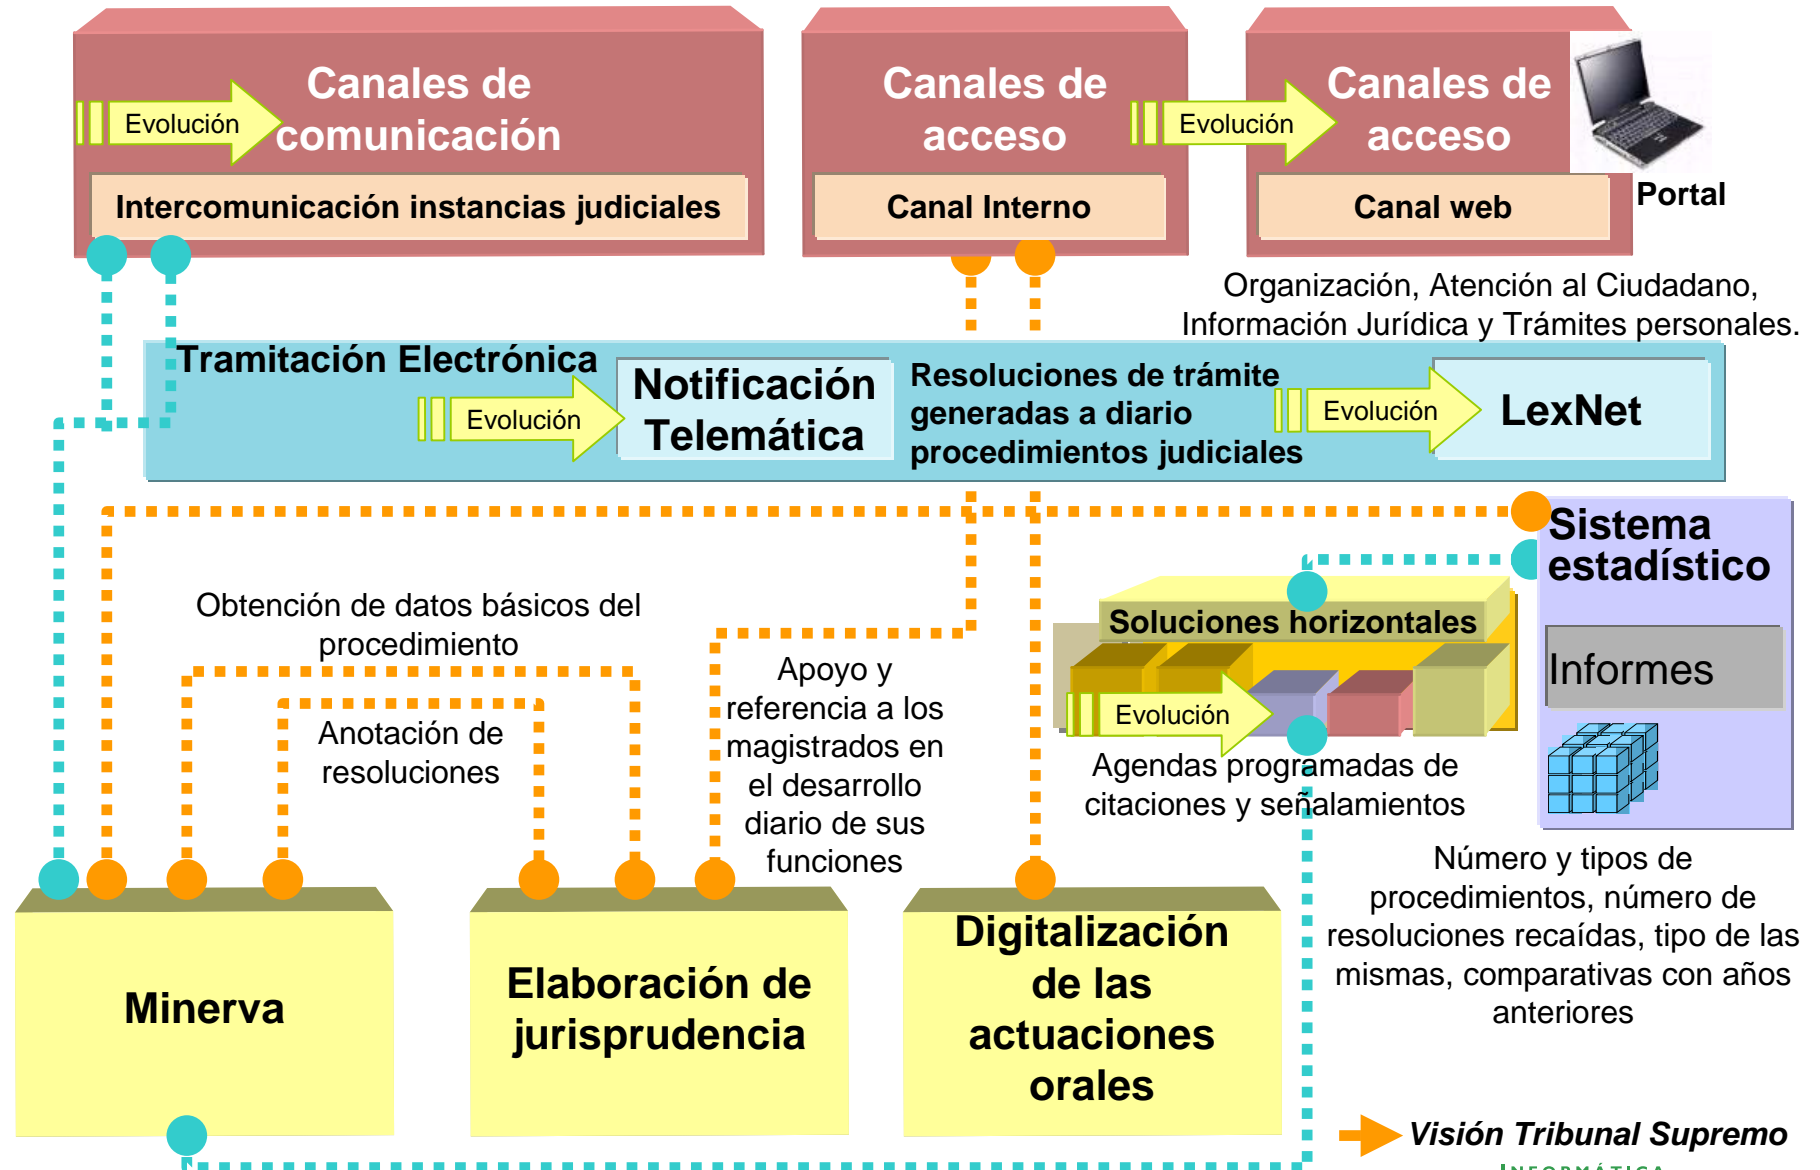 Canales de
comunicación
Evolución
Intercomunicación instancias judiciales
Canales de
acceso
Canal Interno
Evolución
Canales de
acceso
Canal web
Portal
Organización, Atención al Ciudadano,
Información Jurídica y Trámites personales.
Tramitación Electrónica
Evolución
Notificación
Telemática
Resoluciones de trámite
generadas a diario
procedimientos judiciales
Evolución
LexNet
Sistema
estadístico
Informes
Soluciones horizontales
Evolución
Agendas programadas de
citaciones y señalamientos
Obtención de datos básicos del
procedimiento
Anotación de
resoluciones
Apoyo y
referencia a los
magistrados en
el desarrollo
diario de sus
funciones
Número y tipos de
procedimientos, número de
resoluciones recaídas, tipo de las
mismas, comparativas con años
anteriores
Minerva
Elaboración de
jurisprudencia
Digitalización
de las
actuaciones
orales
Visión Tribunal Supremo
INFORMÁTICA